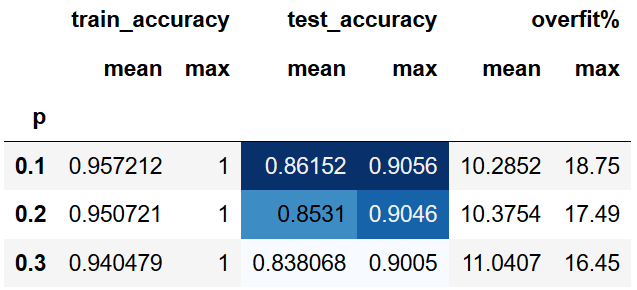 train_accuracy test_accuracy overfit%
mean max mean max mean max
p
0.1 0.957212 1 0.86152 0.9056 10.2852 18.75
0.2 0.950721 1 0.8531 0.9046 10.3754 17.49
0.3 0.940479 1 0.838068 0.9005 11.0407 16.45